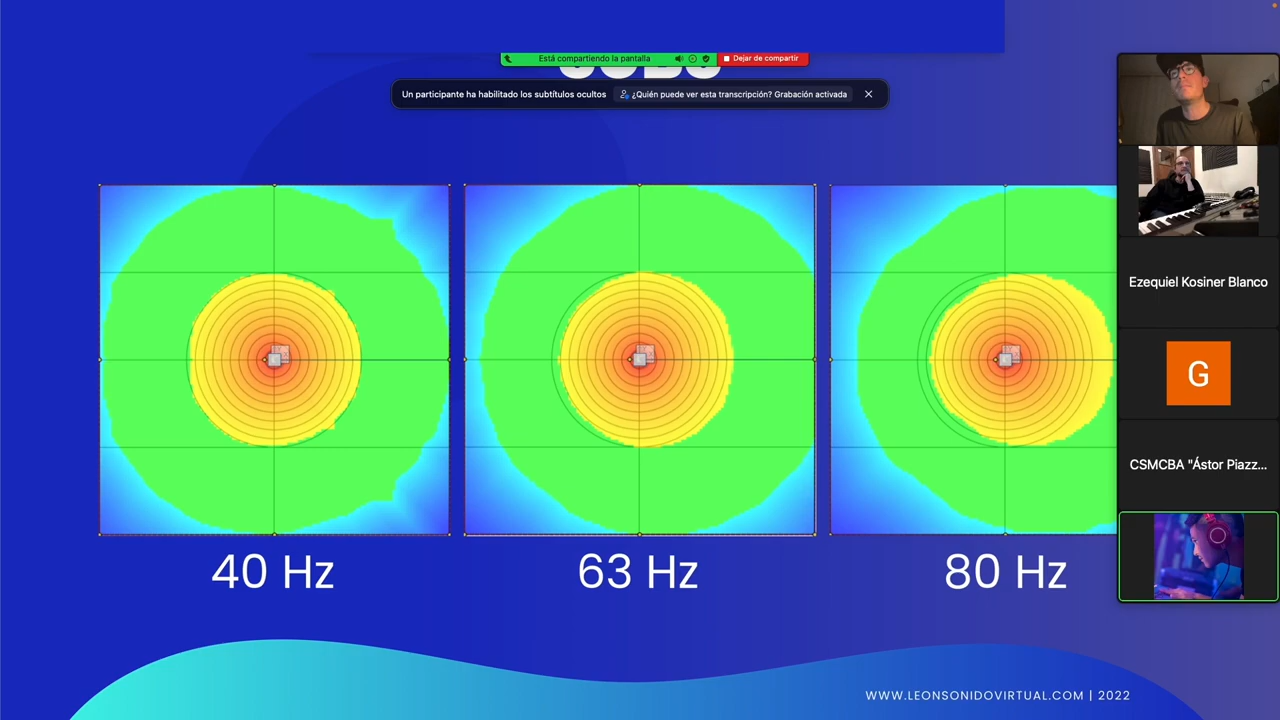 Está compartiendo la pantalla
Dejar de compartir
Un participante ha habilitado los subtítulos ocultos
¿Quién puede ver esta transcripción? Grabación activada
40 Hz
63 Hz
80 Hz
Ezequiel Kosiner Blanco
G
CSMCBA "Ástor Piazz...
WWW.LEONSONIDOVIRTUAL.COM | 2022